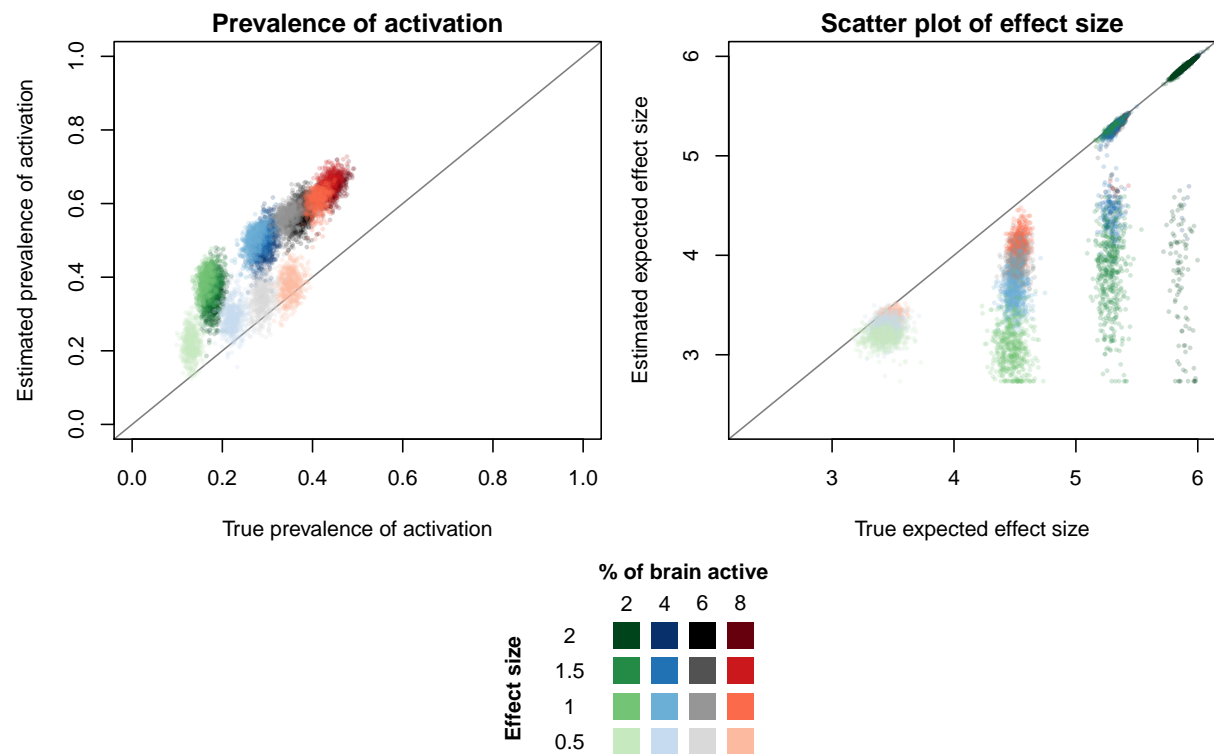 Prevalence of activation
Estimated prevalence of activation
1.0
0.8
0.6
0.4
0.2
0.0
0.0 0.2 0.4 0.6 0.8 1.0
True prevalence of activation
Scatter plot of effect size
Estimated expected effect size
6
5
4
3
3 4 5 6
True expected effect size
% of brain active
2 4 6 8
Effect size
2
1.5
1
0.5